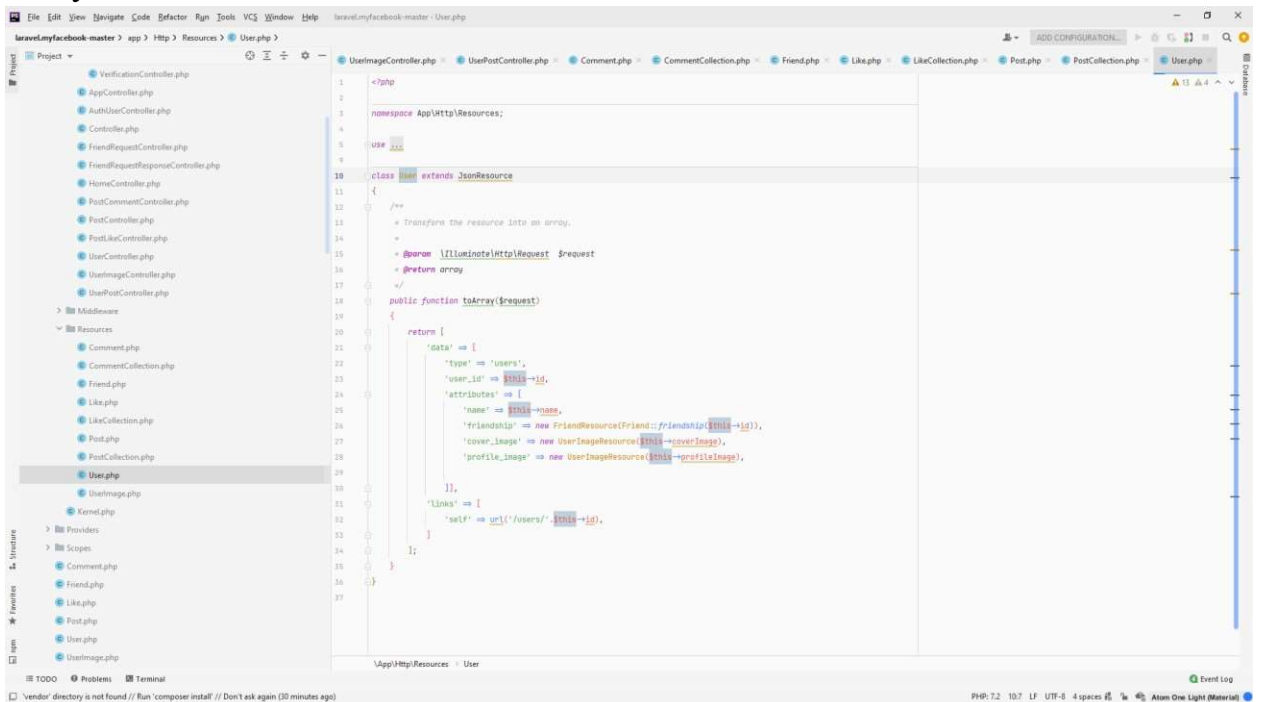 File Edit View Navigate Code Refactor Run Tools VCS Window Help laravel.myfacebook-master - User.php
laravel.myfacebook-master > app > Http > Resources > User.php >
ADD CONFIGURATION...
Project
UserImageController.php
UserPostController.php
Comment.php
CommentCollection.php
Friend.php
Like.php
LikeCollection.php
Post.php
PostCollection.php
User.php
Project
Structure
Favorites
npm
Database
VerificationController.php
AppController.php
AuthUserController.php
Controller.php
FriendRequestController.php
FriendRequestResponseController.php
HomeController.php
PostCommentController.php
PostController.php
PostLikeController.php
UserController.php
UserImageController.php
UserPostController.php
Middleware
Resources
Comment.php
CommentCollection.php
Friend.php
Like.php
LikeCollection.php
Post.php
PostCollection.php
User.php
UserImage.php
Kernel.php
Providers
Scopes
Comment.php
Friend.php
Like.php
Post.php
User.php
UserImage.php
13 4
1 <?php
2
3 namespace App\Http\Resources;
4
5 use ...
9
10 class User extends JsonResource
11 {
12 /**
13 * Transform the resource into an array.
14 *
15 * @param \Illuminate\Http\Request $request
16 * @return array
17 */
18 public function toArray($request)
19 {
20 return [
21 'data' => [
22 'type' => 'users',
23 'user_id' => $this->id,
24 'attributes' => [
25 'name' => $this->name,
26 'friendship' => new FriendResource(Friend::friendship($this->id)),
27 'cover_image' => new UserImageResource($this->coverImage),
28 'profile_image' => new UserImageResource($this->profileImage),
29
30 ]],
31 'links' => [
32 'self' => url('/users/'.$this->id),
33 ]
34 ];
35 }
36 }
37
\App\Http\Resources > User
TODO Problems Terminal
Event Log
'vendor' directory is not found // Run 'composer install' // Don't ask again (30 minutes ago)
PHP: 7.2 10:7 LF UTF-8 4 spaces Atom One Light (Material)